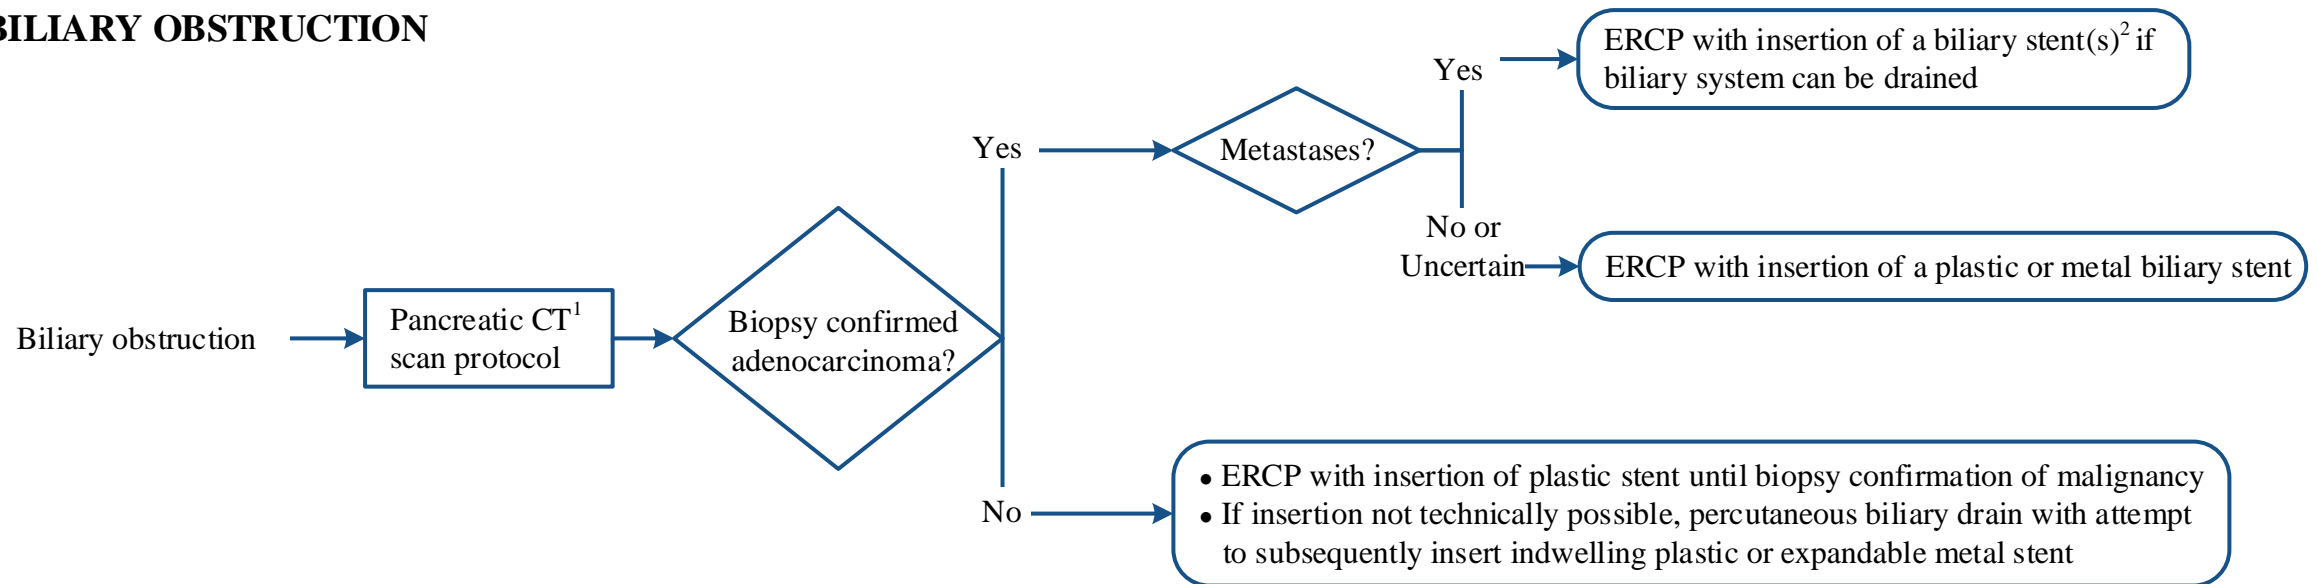 BILIARY OBSTRUCTION
Biliary obstruction
Pancreatic CT1
scan protocol
Biopsy confirmed
adenocarcinoma?
Yes
Metastases?
Yes
ERCP with insertion of a biliary stent(s)2 if
biliary system can be drained
No or
Uncertain
ERCP with insertion of a plastic or metal biliary stent
No
• ERCP with insertion of plastic stent until biopsy confirmation of malignancy
• If insertion not technically possible, percutaneous biliary drain with attempt
to subsequently insert indwelling plastic or expandable metal stent